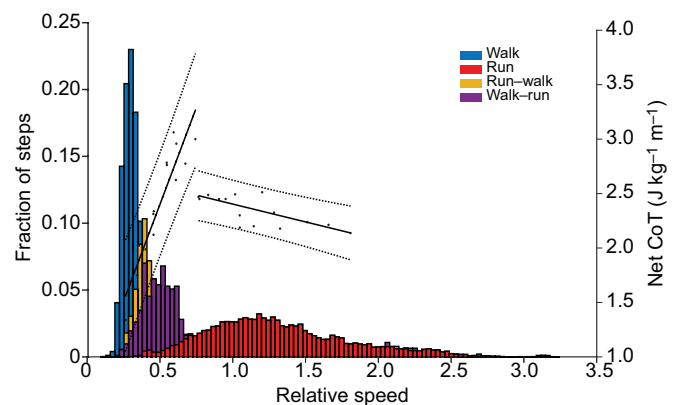 0.25
0.20
0.15
0.10
0.05
0
Fraction of steps
4.0
3.5
3.0
2.5
2.0
1.5
1.0
Net CoT (J kg⁻¹ m⁻¹)
Walk
Run
Run–walk
Walk–run
0 0.5 1.0 1.5 2.0 2.5 3.0 3.5
Relative speed